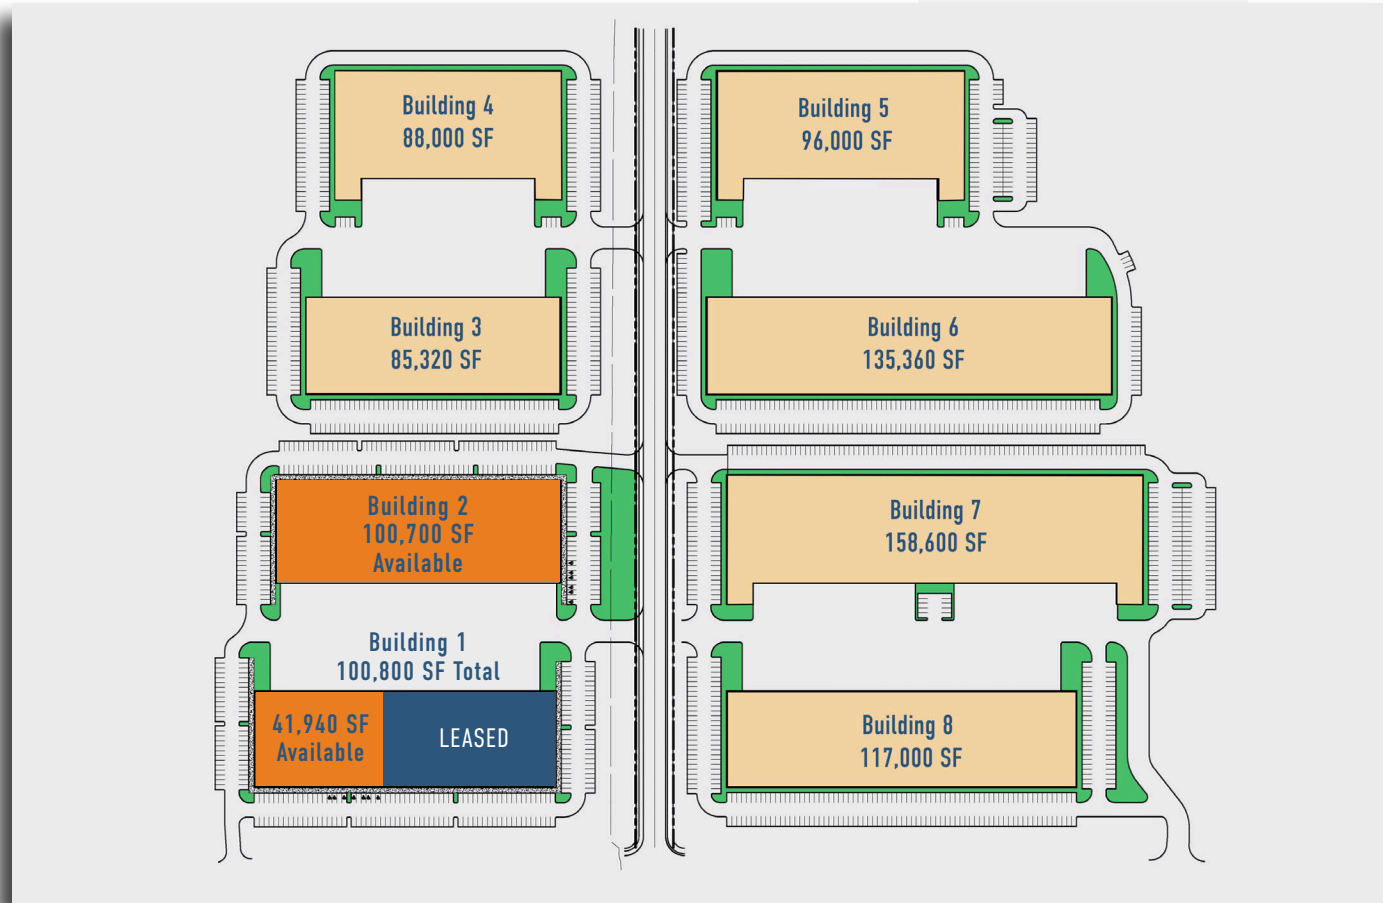 Building 4
88,000 SF
Building 5
96,000 SF
Building 3
85,320 SF
Building 6
135,360 SF
Building 2
100,700 SF
Available
Building 7
158,600 SF
Building 1
100,800 SF Total
41,940 SF
Available
LEASED
Building 8
117,000 SF